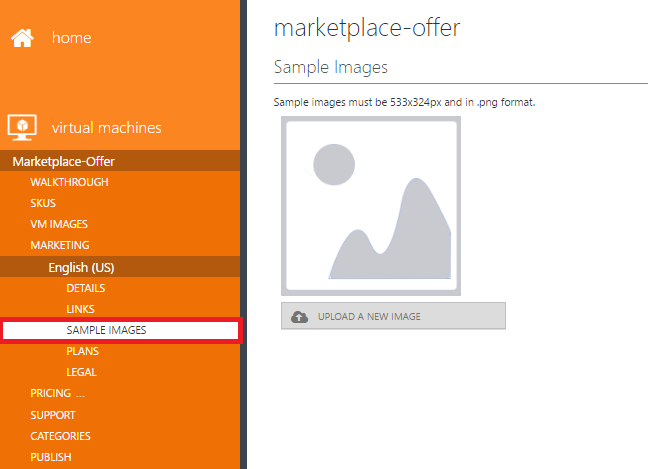 home
virtual machines
Marketplace-Offer
WALKTHROUGH
SKUS
VM IMAGES
MARKETING
English (US)
DETAILS
LINKS
SAMPLE IMAGES
PLANS
LEGAL
PRICING ...
SUPPORT
CATEGORIES
PUBLISH
marketplace-offer
Sample Images
Sample images must be 533x324px and in .png format.
UPLOAD A NEW IMAGE